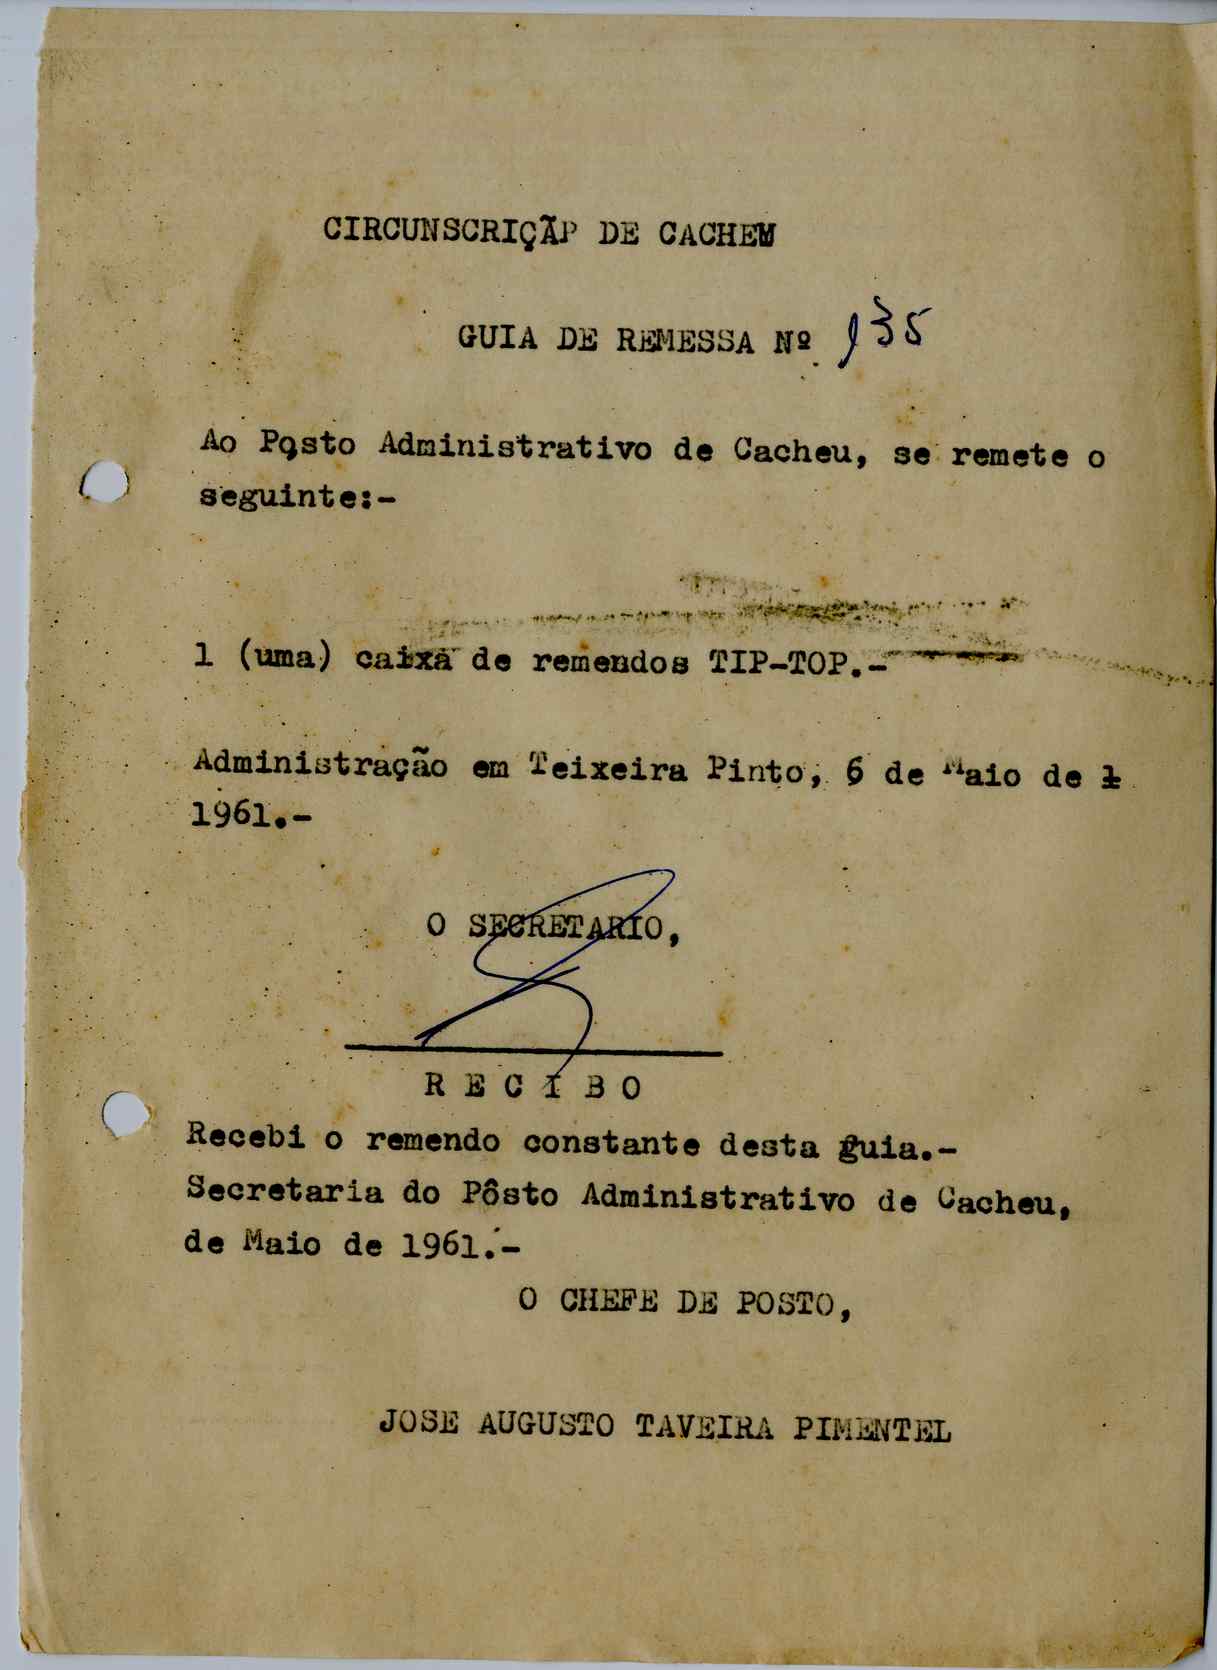 CIRCUNSCRIÇÃP DE CACHEU
GUIA DE REMESSA Nº 135
Ao Posto Administrativo de Cacheu, se remete o
seguinte:-
1 (uma) caixa de remendos TIP-TOP.-
Administração em Teixeira Pinto, 6 de Maio de 1
1961.-
O SECRETARIO,
R E C I B O
Recebi o remendo constante desta guia.-
Secretaria do Pôsto Administrativo de Cacheu,
de Maio de 1961.-
O CHEFE DE POSTO,
JOSE AUGUSTO TAVEIRA PIMENTEL